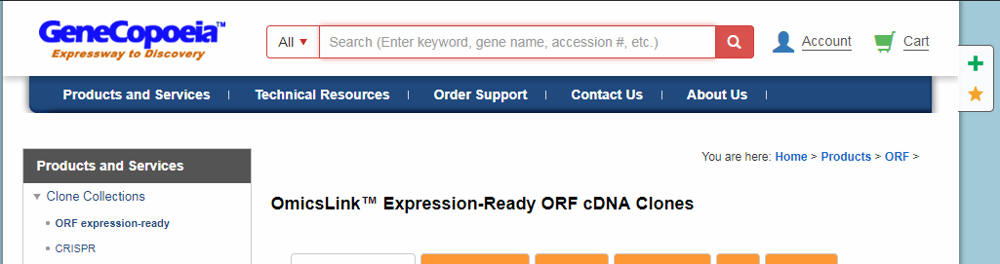 GeneCopoeia™
Expressway to Discovery
All
Search (Enter keyword, gene name, accession #, etc.)
Account
Cart
Products and Services
Technical Resources
Order Support
Contact Us
About Us
You are here: Home > Products > ORF >
Products and Services
Clone Collections
ORF expression-ready
CRISPR
OmicsLink™ Expression-Ready ORF cDNA Clones